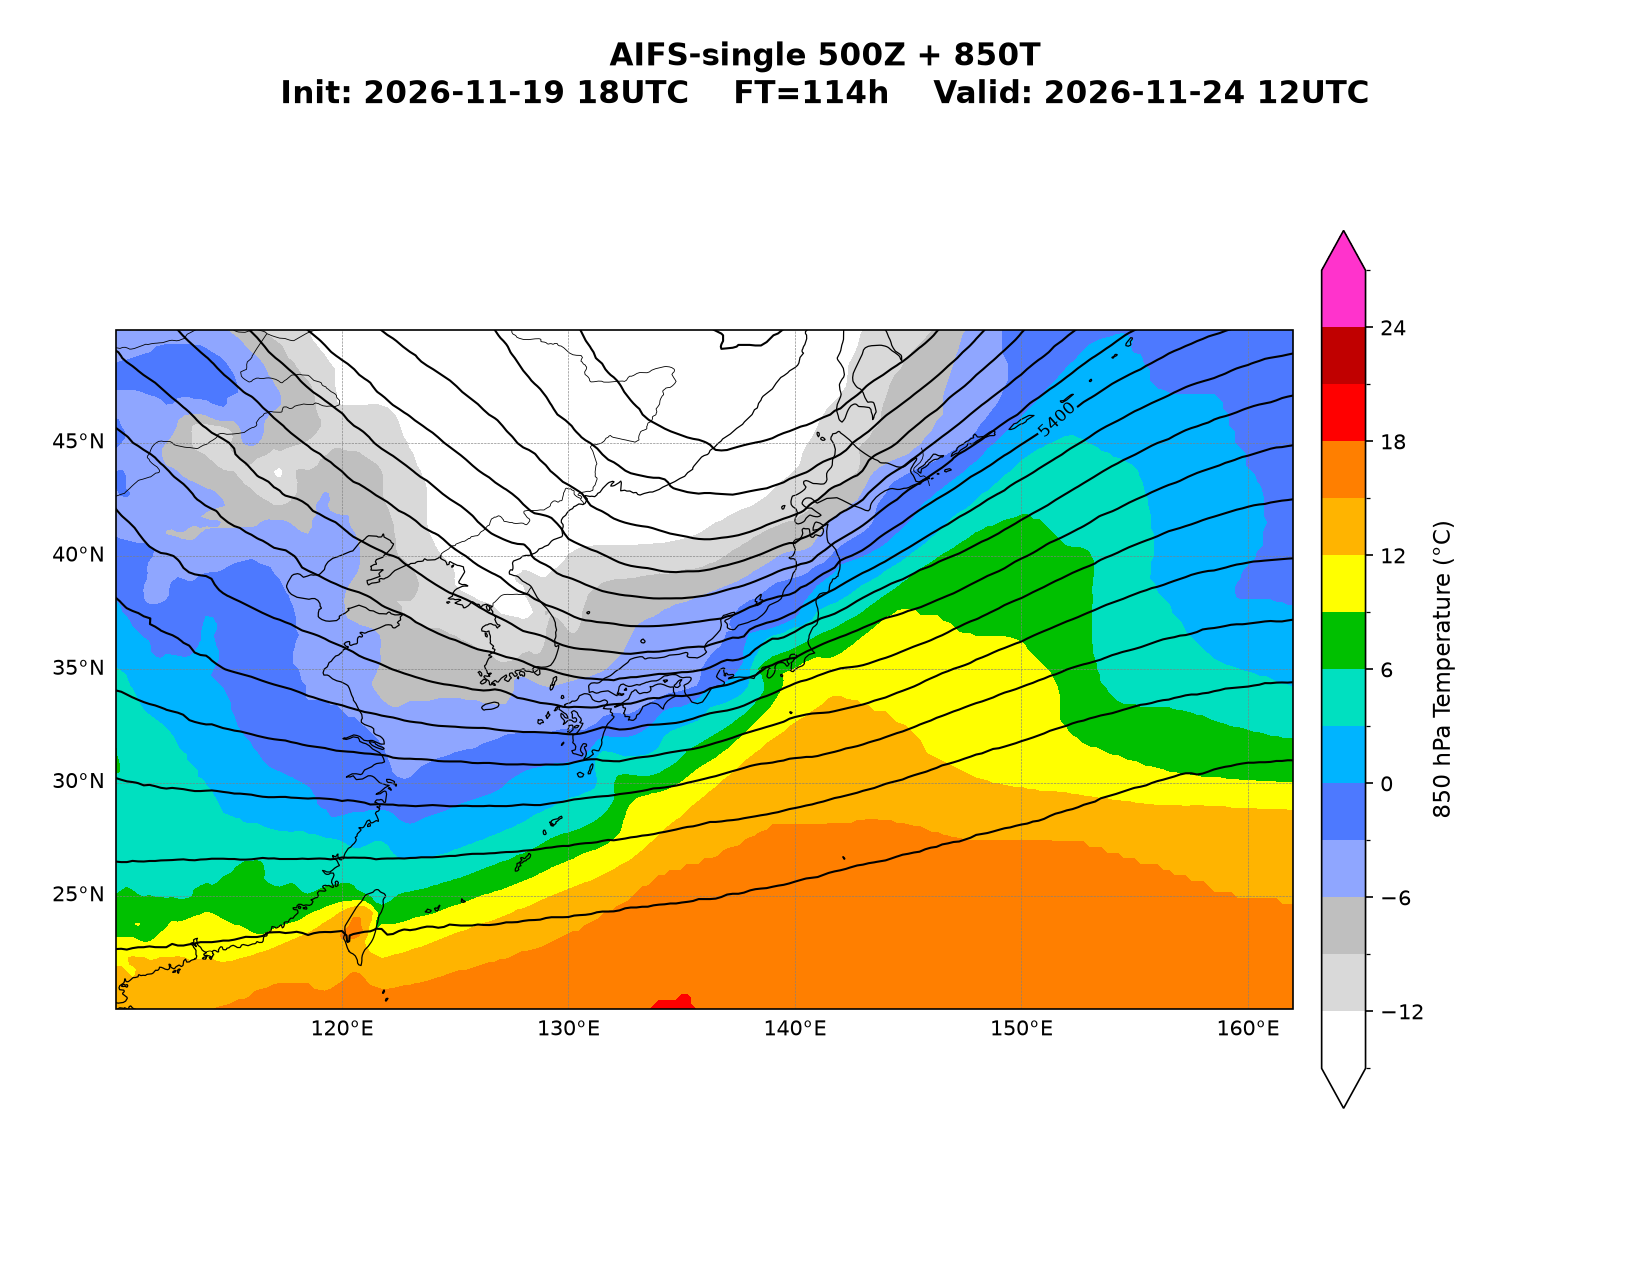 AIFS-single 500Z + 850T
Init: 2026-11-19 18UTC FT=114h Valid: 2026-11-24 12UTC
45°N
40°N
35°N
30°N
25°N
120°E
130°E
140°E
150°E
160°E
5400
24
18
12
6
0
−6
−12
850 hPa Temperature (°C)